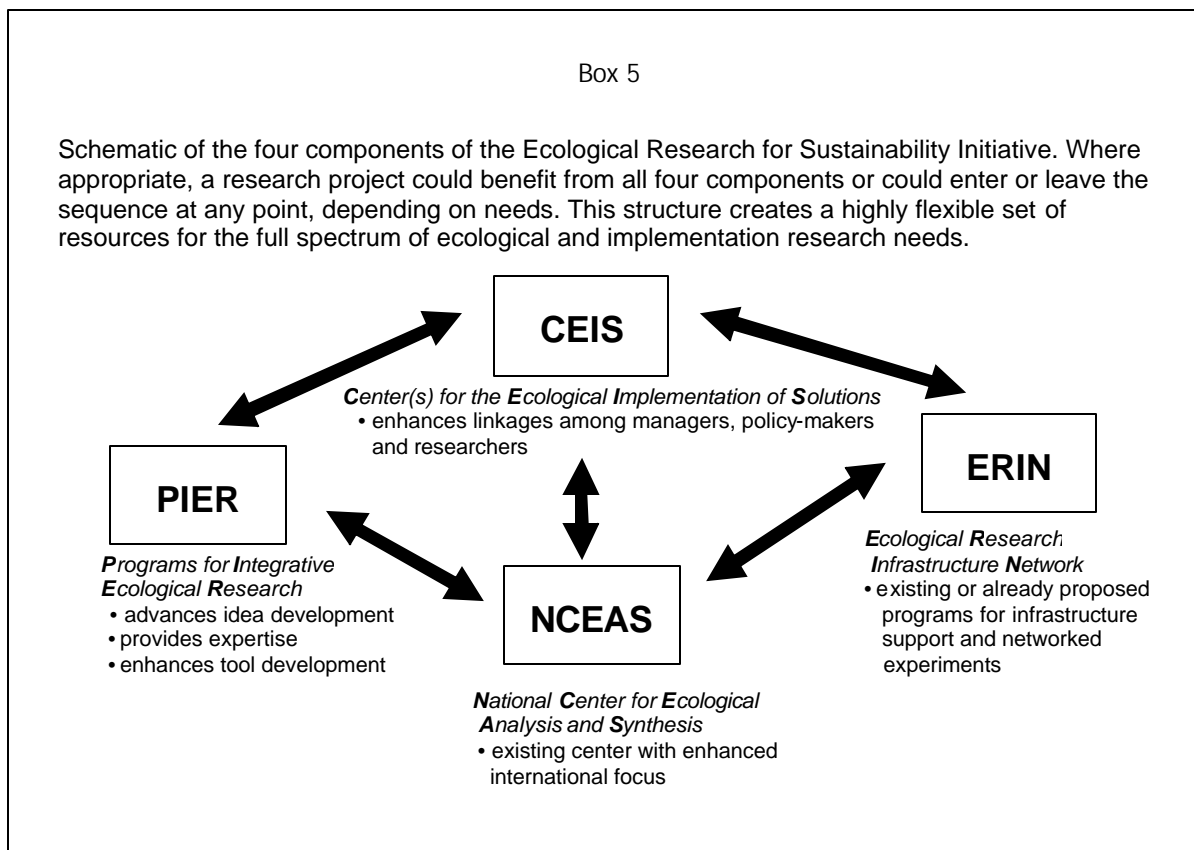 Box 5
Schematic of the four components of the Ecological Research for Sustainability Initiative. Where
appropriate, a research project could benefit from all four components or could enter or leave the
sequence at any point, depending on needs. This structure creates a highly flexible set of
resources for the full spectrum of ecological and implementation research needs.
CEIS
Center(s) for the Ecological Implementation of Solutions
• enhances linkages among managers, policy-makers
and researchers
PIER
Programs for Integrative
Ecological Research
• advances idea development
• provides expertise
• enhances tool development
ERIN
Ecological Research
Infrastructure Network
• existing or already proposed
programs for infrastructure
support and networked
experiments
NCEAS
National Center for Ecological
Analysis and Synthesis
• existing center with enhanced
international focus